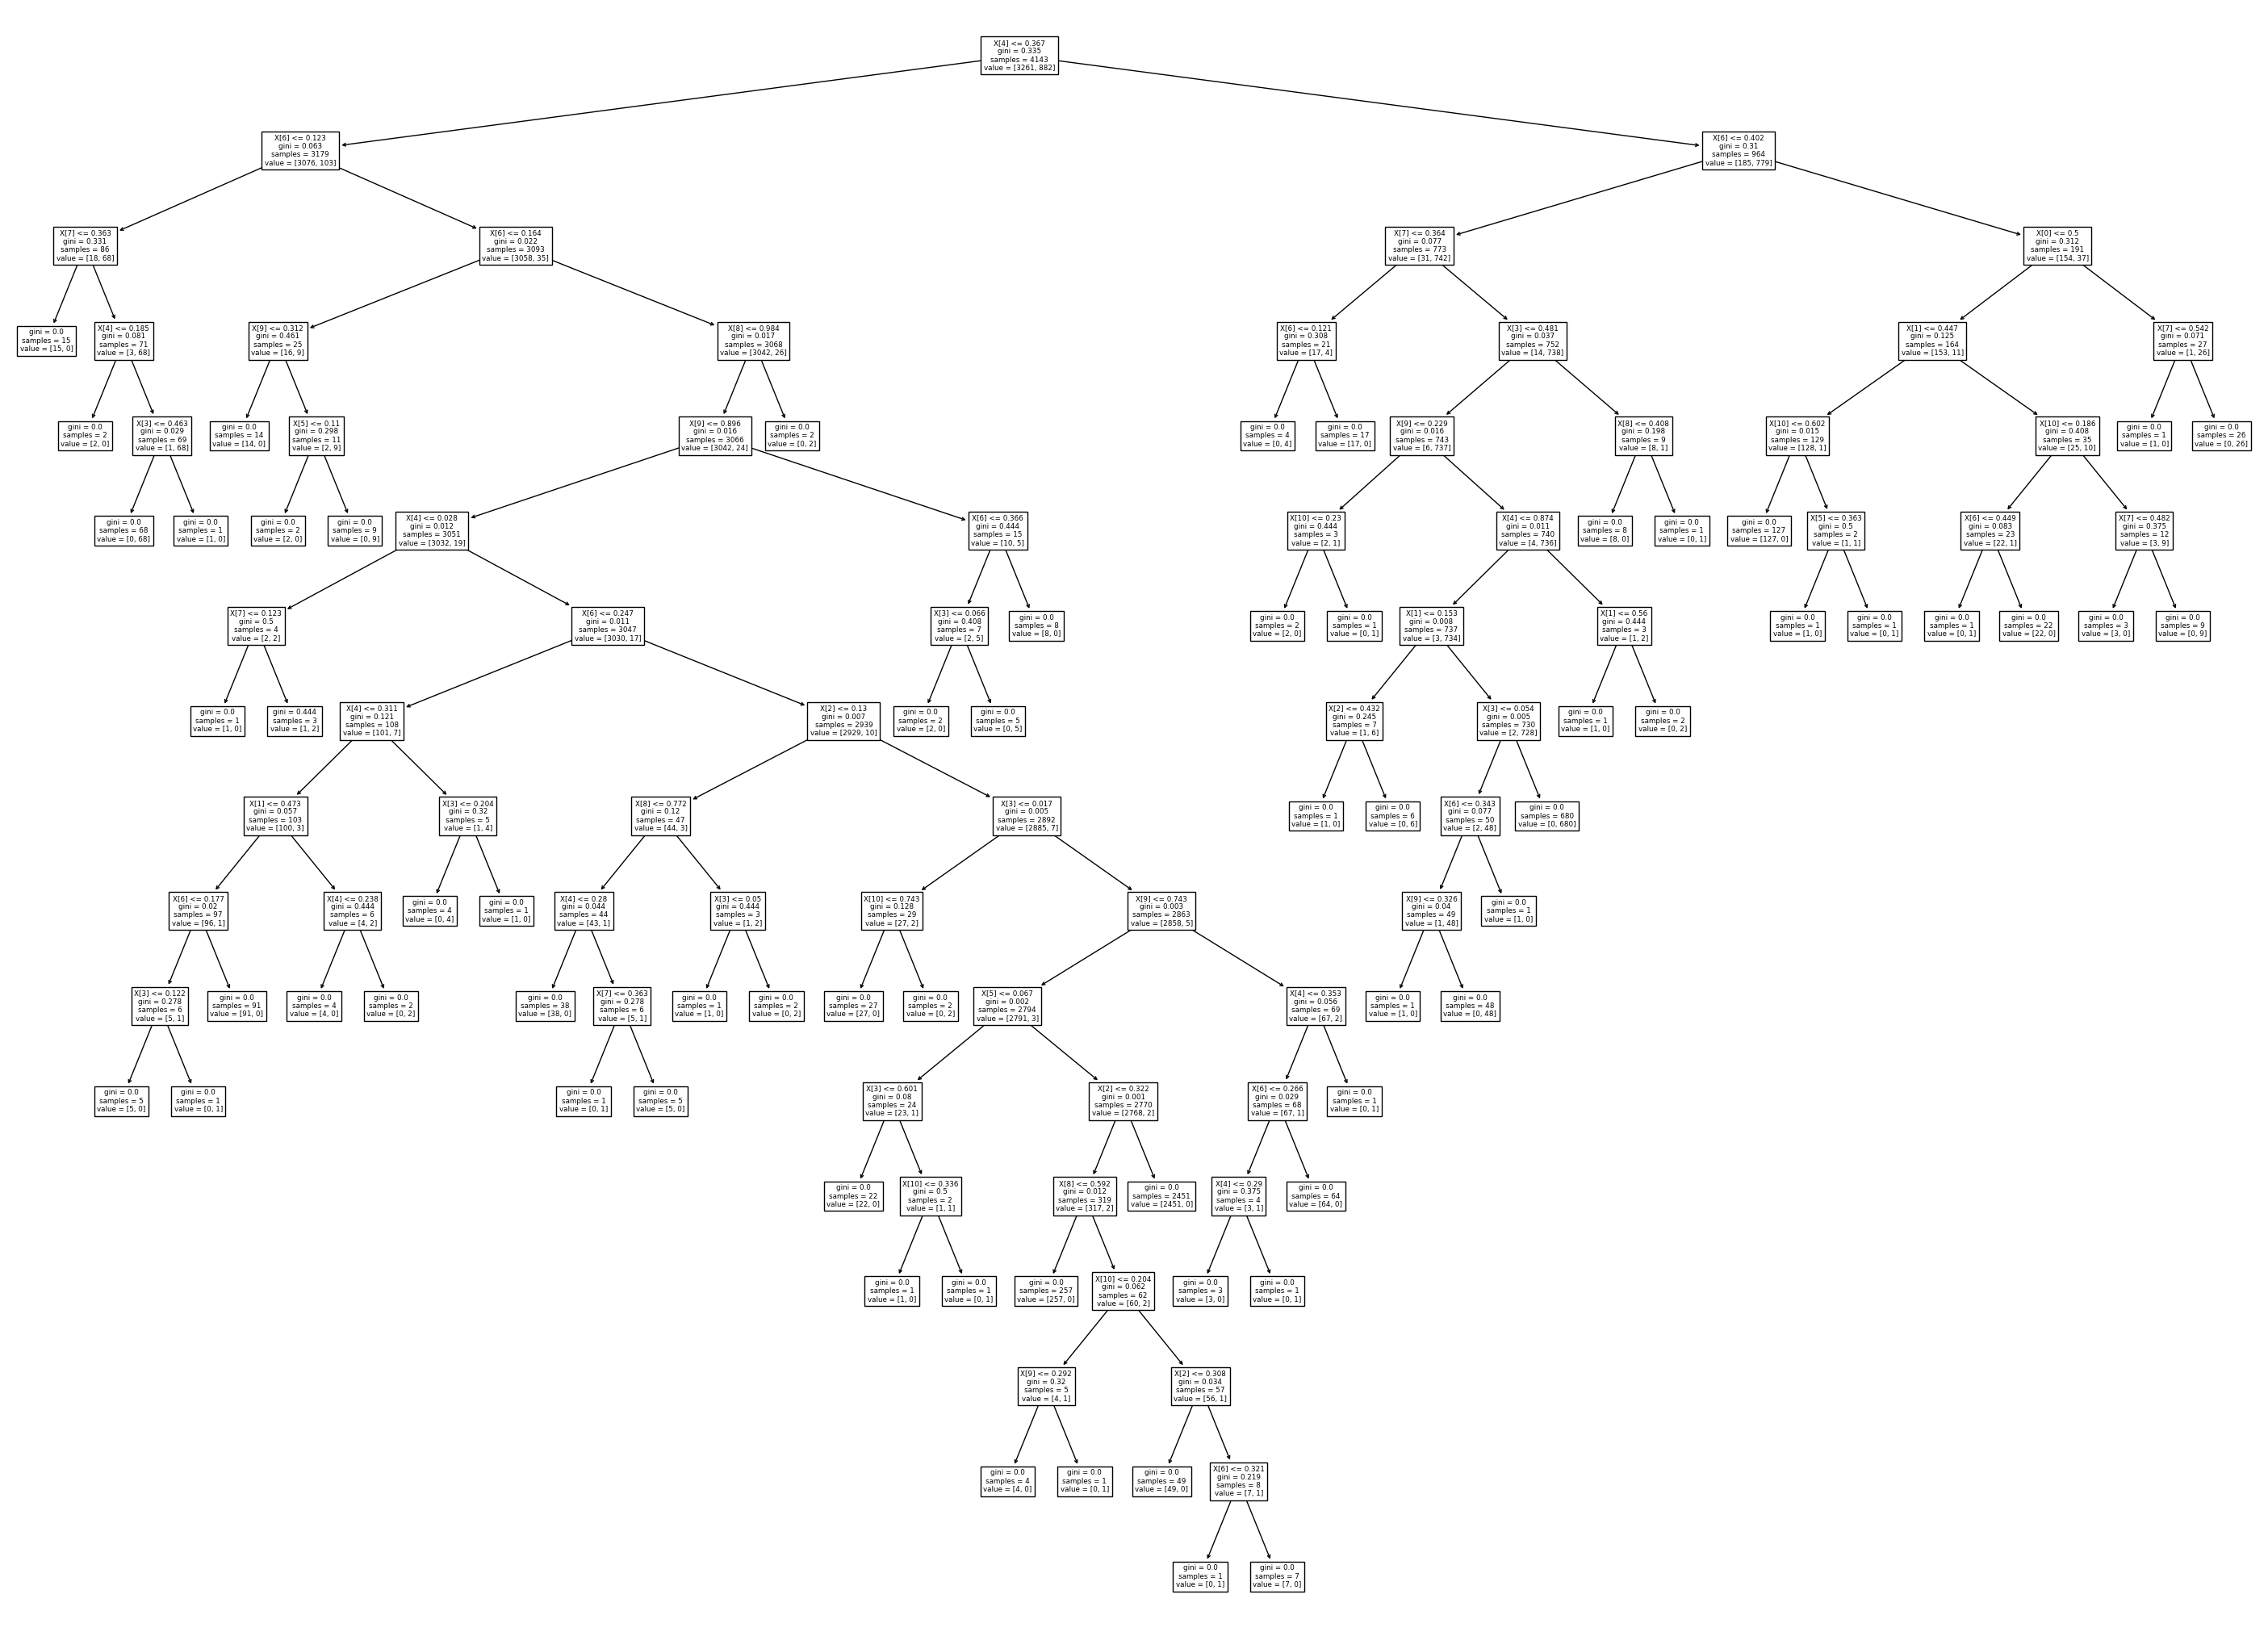 X[4] <= 0.367
gini = 0.335
samples = 4143
value = [3261, 882]
X[6] <= 0.123
gini = 0.063
samples = 3179
value = [3076, 103]
X[6] <= 0.402
gini = 0.31
samples = 964
value = [185, 779]
X[7] <= 0.363
gini = 0.331
samples = 86
value = [18, 68]
X[6] <= 0.164
gini = 0.022
samples = 3093
value = [3058, 35]
X[7] <= 0.364
gini = 0.077
samples = 773
value = [31, 742]
X[0] <= 0.5
gini = 0.312
samples = 191
value = [154, 37]
gini = 0.0
samples = 15
value = [15, 0]
X[4] <= 0.185
gini = 0.081
samples = 71
value = [3, 68]
X[9] <= 0.312
gini = 0.461
samples = 25
value = [16, 9]
X[8] <= 0.984
gini = 0.017
samples = 3068
value = [3042, 26]
X[6] <= 0.121
gini = 0.308
samples = 21
value = [17, 4]
X[3] <= 0.481
gini = 0.037
samples = 752
value = [14, 738]
X[1] <= 0.447
gini = 0.125
samples = 164
value = [153, 11]
X[7] <= 0.542
gini = 0.071
samples = 27
value = [1, 26]
gini = 0.0
samples = 2
value = [2, 0]
X[3] <= 0.463
gini = 0.029
samples = 69
value = [1, 68]
gini = 0.0
samples = 14
value = [14, 0]
X[5] <= 0.11
gini = 0.298
samples = 11
value = [2, 9]
X[9] <= 0.896
gini = 0.016
samples = 3066
value = [3042, 24]
gini = 0.0
samples = 2
value = [0, 2]
gini = 0.0
samples = 4
value = [0, 4]
gini = 0.0
samples = 17
value = [17, 0]
X[9] <= 0.229
gini = 0.016
samples = 743
value = [6, 737]
X[8] <= 0.408
gini = 0.198
samples = 9
value = [8, 1]
X[10] <= 0.602
gini = 0.015
samples = 129
value = [128, 1]
X[10] <= 0.186
gini = 0.408
samples = 35
value = [25, 10]
gini = 0.0
samples = 1
value = [1, 0]
gini = 0.0
samples = 26
value = [0, 26]
gini = 0.0
samples = 68
value = [0, 68]
gini = 0.0
samples = 1
value = [1, 0]
gini = 0.0
samples = 2
value = [2, 0]
gini = 0.0
samples = 9
value = [0, 9]
X[4] <= 0.028
gini = 0.012
samples = 3051
value = [3032, 19]
X[6] <= 0.366
gini = 0.444
samples = 15
value = [10, 5]
X[10] <= 0.23
gini = 0.444
samples = 3
value = [2, 1]
X[4] <= 0.874
gini = 0.011
samples = 740
value = [4, 736]
gini = 0.0
samples = 8
value = [8, 0]
gini = 0.0
samples = 1
value = [0, 1]
gini = 0.0
samples = 127
value = [127, 0]
X[5] <= 0.363
gini = 0.5
samples = 2
value = [1, 1]
X[6] <= 0.449
gini = 0.083
samples = 23
value = [22, 1]
X[7] <= 0.482
gini = 0.375
samples = 12
value = [3, 9]
X[7] <= 0.123
gini = 0.5
samples = 4
value = [2, 2]
X[6] <= 0.247
gini = 0.011
samples = 3047
value = [3030, 17]
X[3] <= 0.066
gini = 0.408
samples = 7
value = [2, 5]
gini = 0.0
samples = 8
value = [8, 0]
gini = 0.0
samples = 2
value = [2, 0]
gini = 0.0
samples = 1
value = [0, 1]
X[1] <= 0.153
gini = 0.008
samples = 737
value = [3, 734]
X[1] <= 0.56
gini = 0.444
samples = 3
value = [1, 2]
gini = 0.0
samples = 1
value = [1, 0]
gini = 0.0
samples = 1
value = [0, 1]
gini = 0.0
samples = 1
value = [0, 1]
gini = 0.0
samples = 22
value = [22, 0]
gini = 0.0
samples = 3
value = [3, 0]
gini = 0.0
samples = 9
value = [0, 9]
gini = 0.0
samples = 1
value = [1, 0]
gini = 0.444
samples = 3
value = [1, 2]
X[4] <= 0.311
gini = 0.121
samples = 108
value = [101, 7]
X[2] <= 0.13
gini = 0.007
samples = 2939
value = [2929, 10]
gini = 0.0
samples = 2
value = [2, 0]
gini = 0.0
samples = 5
value = [0, 5]
X[2] <= 0.432
gini = 0.245
samples = 7
value = [1, 6]
X[3] <= 0.054
gini = 0.005
samples = 730
value = [2, 728]
gini = 0.0
samples = 1
value = [1, 0]
gini = 0.0
samples = 2
value = [0, 2]
X[1] <= 0.473
gini = 0.057
samples = 103
value = [100, 3]
X[3] <= 0.204
gini = 0.32
samples = 5
value = [1, 4]
X[8] <= 0.772
gini = 0.12
samples = 47
value = [44, 3]
X[3] <= 0.017
gini = 0.005
samples = 2892
value = [2885, 7]
gini = 0.0
samples = 1
value = [1, 0]
gini = 0.0
samples = 6
value = [0, 6]
X[6] <= 0.343
gini = 0.077
samples = 50
value = [2, 48]
gini = 0.0
samples = 680
value = [0, 680]
X[6] <= 0.177
gini = 0.02
samples = 97
value = [96, 1]
X[4] <= 0.238
gini = 0.444
samples = 6
value = [4, 2]
gini = 0.0
samples = 4
value = [0, 4]
gini = 0.0
samples = 1
value = [1, 0]
X[4] <= 0.28
gini = 0.044
samples = 44
value = [43, 1]
X[3] <= 0.05
gini = 0.444
samples = 3
value = [1, 2]
X[10] <= 0.743
gini = 0.128
samples = 29
value = [27, 2]
X[9] <= 0.743
gini = 0.003
samples = 2863
value = [2858, 5]
X[9] <= 0.326
gini = 0.04
samples = 49
value = [1, 48]
gini = 0.0
samples = 1
value = [1, 0]
X[3] <= 0.122
gini = 0.278
samples = 6
value = [5, 1]
gini = 0.0
samples = 91
value = [91, 0]
gini = 0.0
samples = 4
value = [4, 0]
gini = 0.0
samples = 2
value = [0, 2]
gini = 0.0
samples = 38
value = [38, 0]
X[7] <= 0.363
gini = 0.278
samples = 6
value = [5, 1]
gini = 0.0
samples = 1
value = [1, 0]
gini = 0.0
samples = 2
value = [0, 2]
gini = 0.0
samples = 27
value = [27, 0]
gini = 0.0
samples = 2
value = [0, 2]
X[5] <= 0.067
gini = 0.002
samples = 2794
value = [2791, 3]
X[4] <= 0.353
gini = 0.056
samples = 69
value = [67, 2]
gini = 0.0
samples = 1
value = [1, 0]
gini = 0.0
samples = 48
value = [0, 48]
gini = 0.0
samples = 5
value = [5, 0]
gini = 0.0
samples = 1
value = [0, 1]
gini = 0.0
samples = 1
value = [0, 1]
gini = 0.0
samples = 5
value = [5, 0]
X[3] <= 0.601
gini = 0.08
samples = 24
value = [23, 1]
X[2] <= 0.322
gini = 0.001
samples = 2770
value = [2768, 2]
X[6] <= 0.266
gini = 0.029
samples = 68
value = [67, 1]
gini = 0.0
samples = 1
value = [0, 1]
gini = 0.0
samples = 22
value = [22, 0]
X[10] <= 0.336
gini = 0.5
samples = 2
value = [1, 1]
X[8] <= 0.592
gini = 0.012
samples = 319
value = [317, 2]
gini = 0.0
samples = 2451
value = [2451, 0]
X[4] <= 0.29
gini = 0.375
samples = 4
value = [3, 1]
gini = 0.0
samples = 64
value = [64, 0]
gini = 0.0
samples = 1
value = [1, 0]
gini = 0.0
samples = 1
value = [0, 1]
gini = 0.0
samples = 257
value = [257, 0]
X[10] <= 0.204
gini = 0.062
samples = 62
value = [60, 2]
gini = 0.0
samples = 3
value = [3, 0]
gini = 0.0
samples = 1
value = [0, 1]
X[9] <= 0.292
gini = 0.32
samples = 5
value = [4, 1]
X[2] <= 0.308
gini = 0.034
samples = 57
value = [56, 1]
gini = 0.0
samples = 4
value = [4, 0]
gini = 0.0
samples = 1
value = [0, 1]
gini = 0.0
samples = 49
value = [49, 0]
X[6] <= 0.321
gini = 0.219
samples = 8
value = [7, 1]
gini = 0.0
samples = 1
value = [0, 1]
gini = 0.0
samples = 7
value = [7, 0]